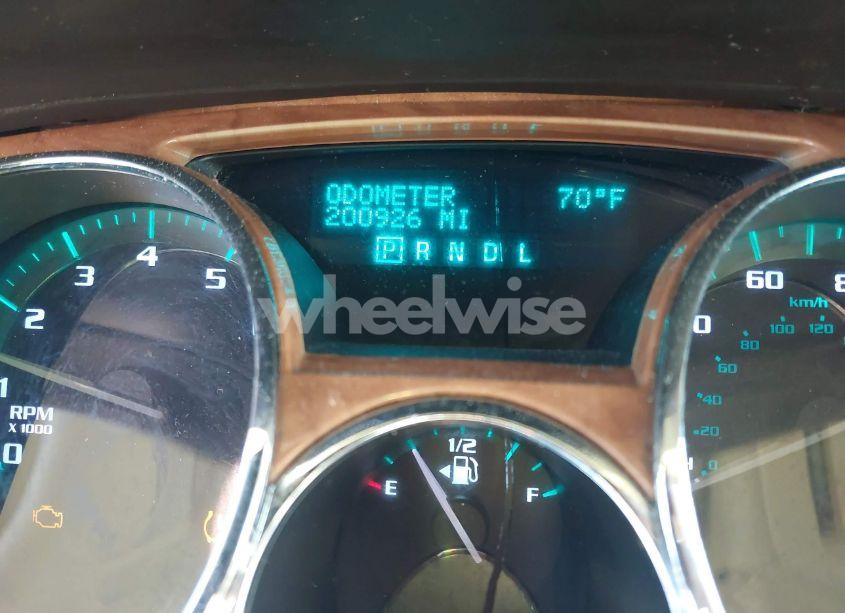 ODOMETER
200926 MI
70°F
P R N D L
wheelwise
1 2 3 4 5
0
RPM
X 1000
60
km/h
60 80 100 120
40
20
0
1/2
E F